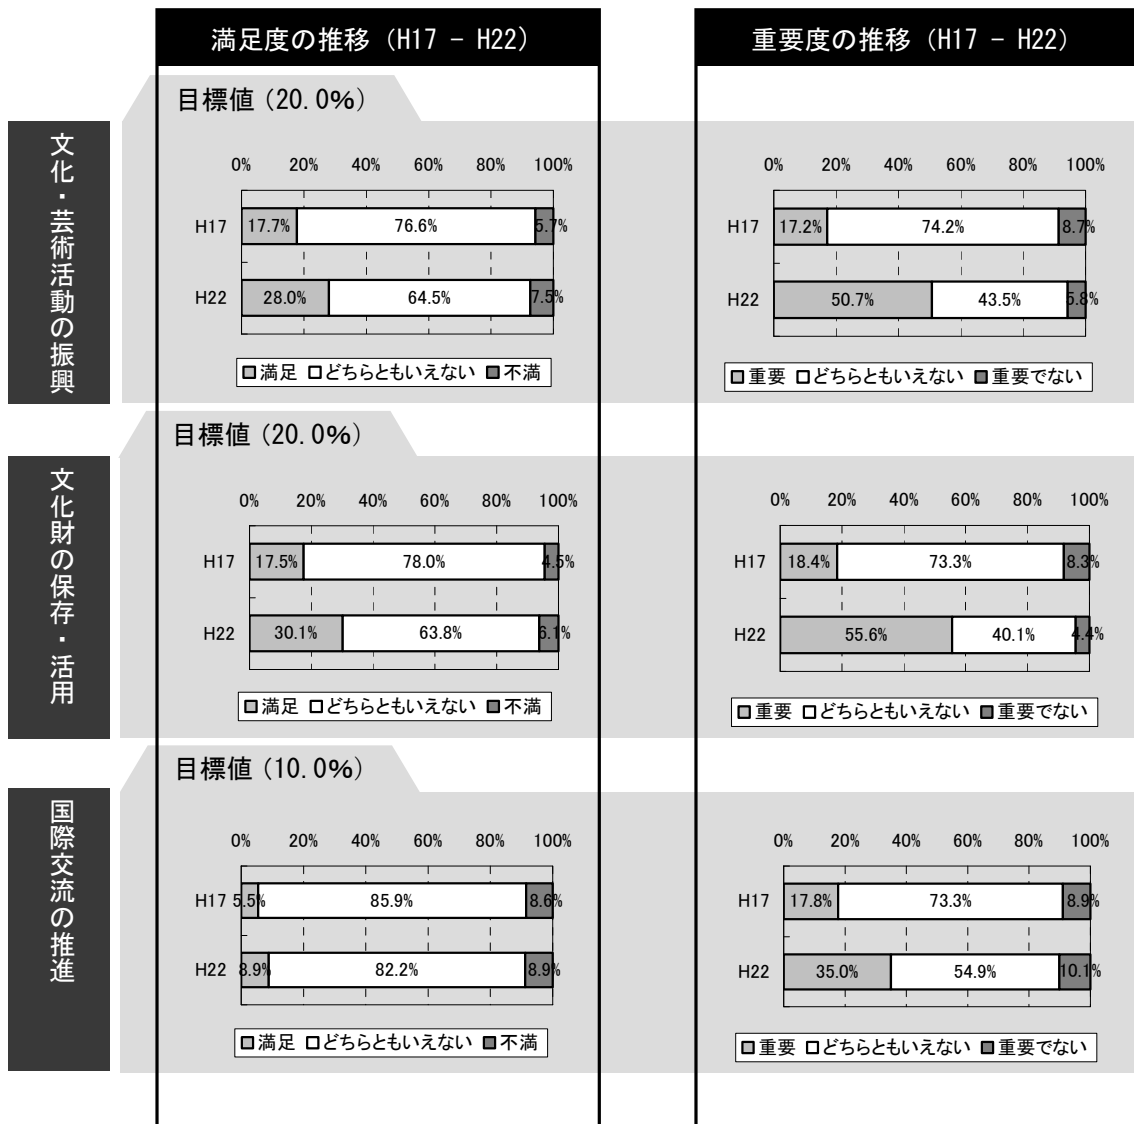 満足度の推移（H17 － H22）
重要度の推移（H17 － H22）
文化・芸術活動の振興
目標値（20.0%）
0% 20% 40% 60% 80% 100%
H17 17.7% 76.6% 5.7%
H22 28.0% 64.5% 7.5%
満足 どちらともいえない 不満
0% 20% 40% 60% 80% 100%
H17 17.2% 74.2% 8.7%
H22 50.7% 43.5% 5.8%
重要 どちらともいえない 重要でない
文化財の保存・活用
目標値（20.0%）
0% 20% 40% 60% 80% 100%
H17 17.5% 78.0% 4.5%
H22 30.1% 63.8% 6.1%
満足 どちらともいえない 不満
0% 20% 40% 60% 80% 100%
H17 18.4% 73.3% 8.3%
H22 55.6% 40.1% 4.4%
重要 どちらともいえない 重要でない
国際交流の推進
目標値（10.0%）
0% 20% 40% 60% 80% 100%
H17 5.5% 85.9% 8.6%
H22 8.9% 82.2% 8.9%
満足 どちらともいえない 不満
0% 20% 40% 60% 80% 100%
H17 17.8% 73.3% 8.9%
H22 35.0% 54.9% 10.1%
重要 どちらともいえない 重要でない